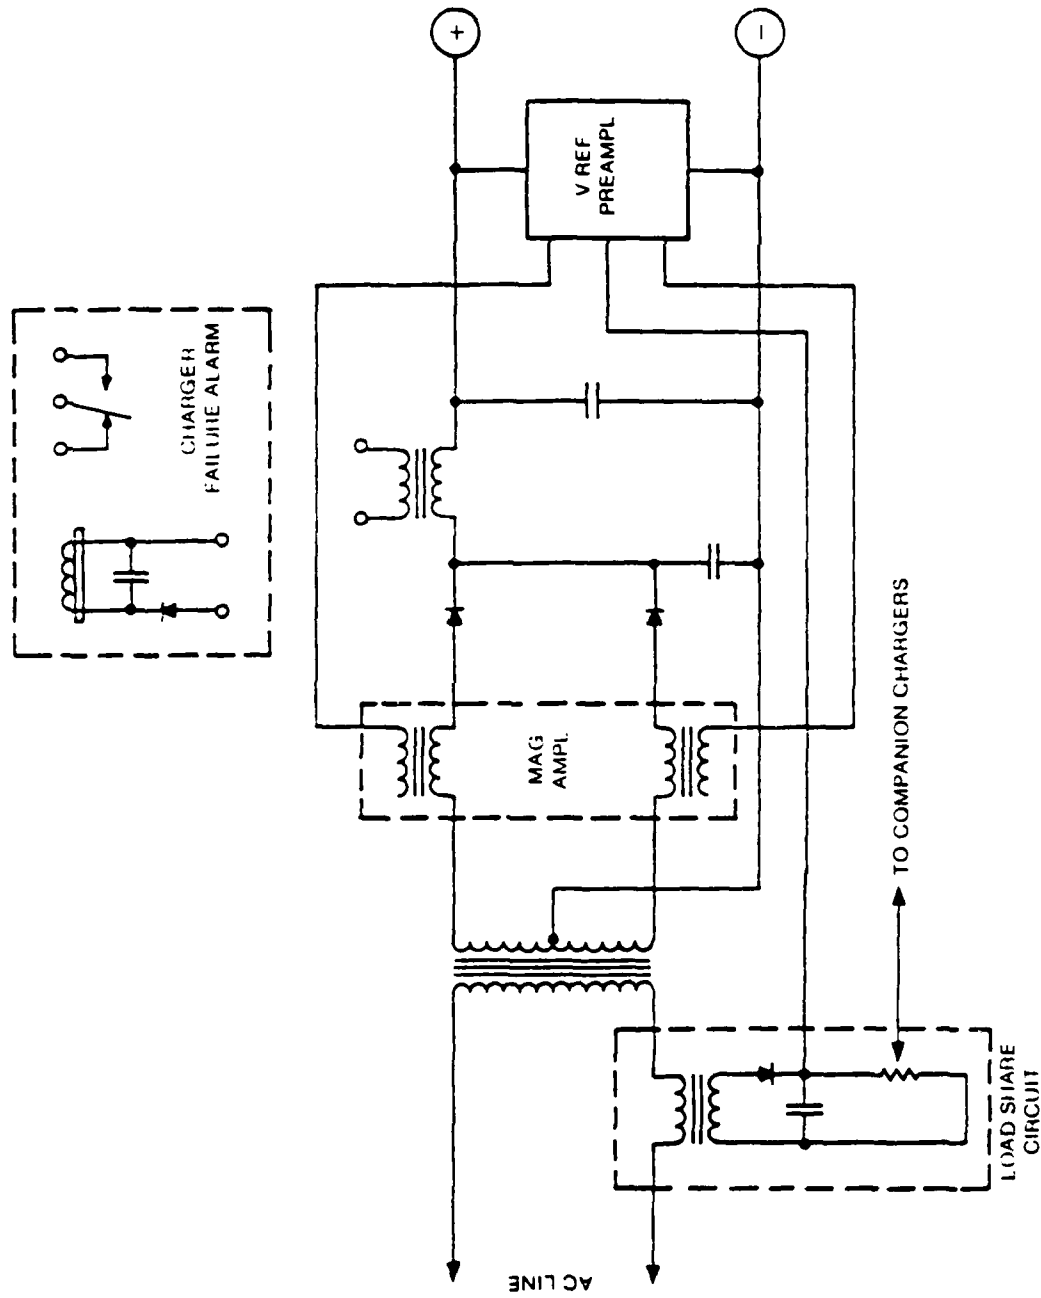 +
−
V REF
PREAMPL
CHARGER
FAILURE ALARM
MAG
AMPL
TO COMPANION CHARGERS
LOAD SHARE
CIRCUIT
AC LINE